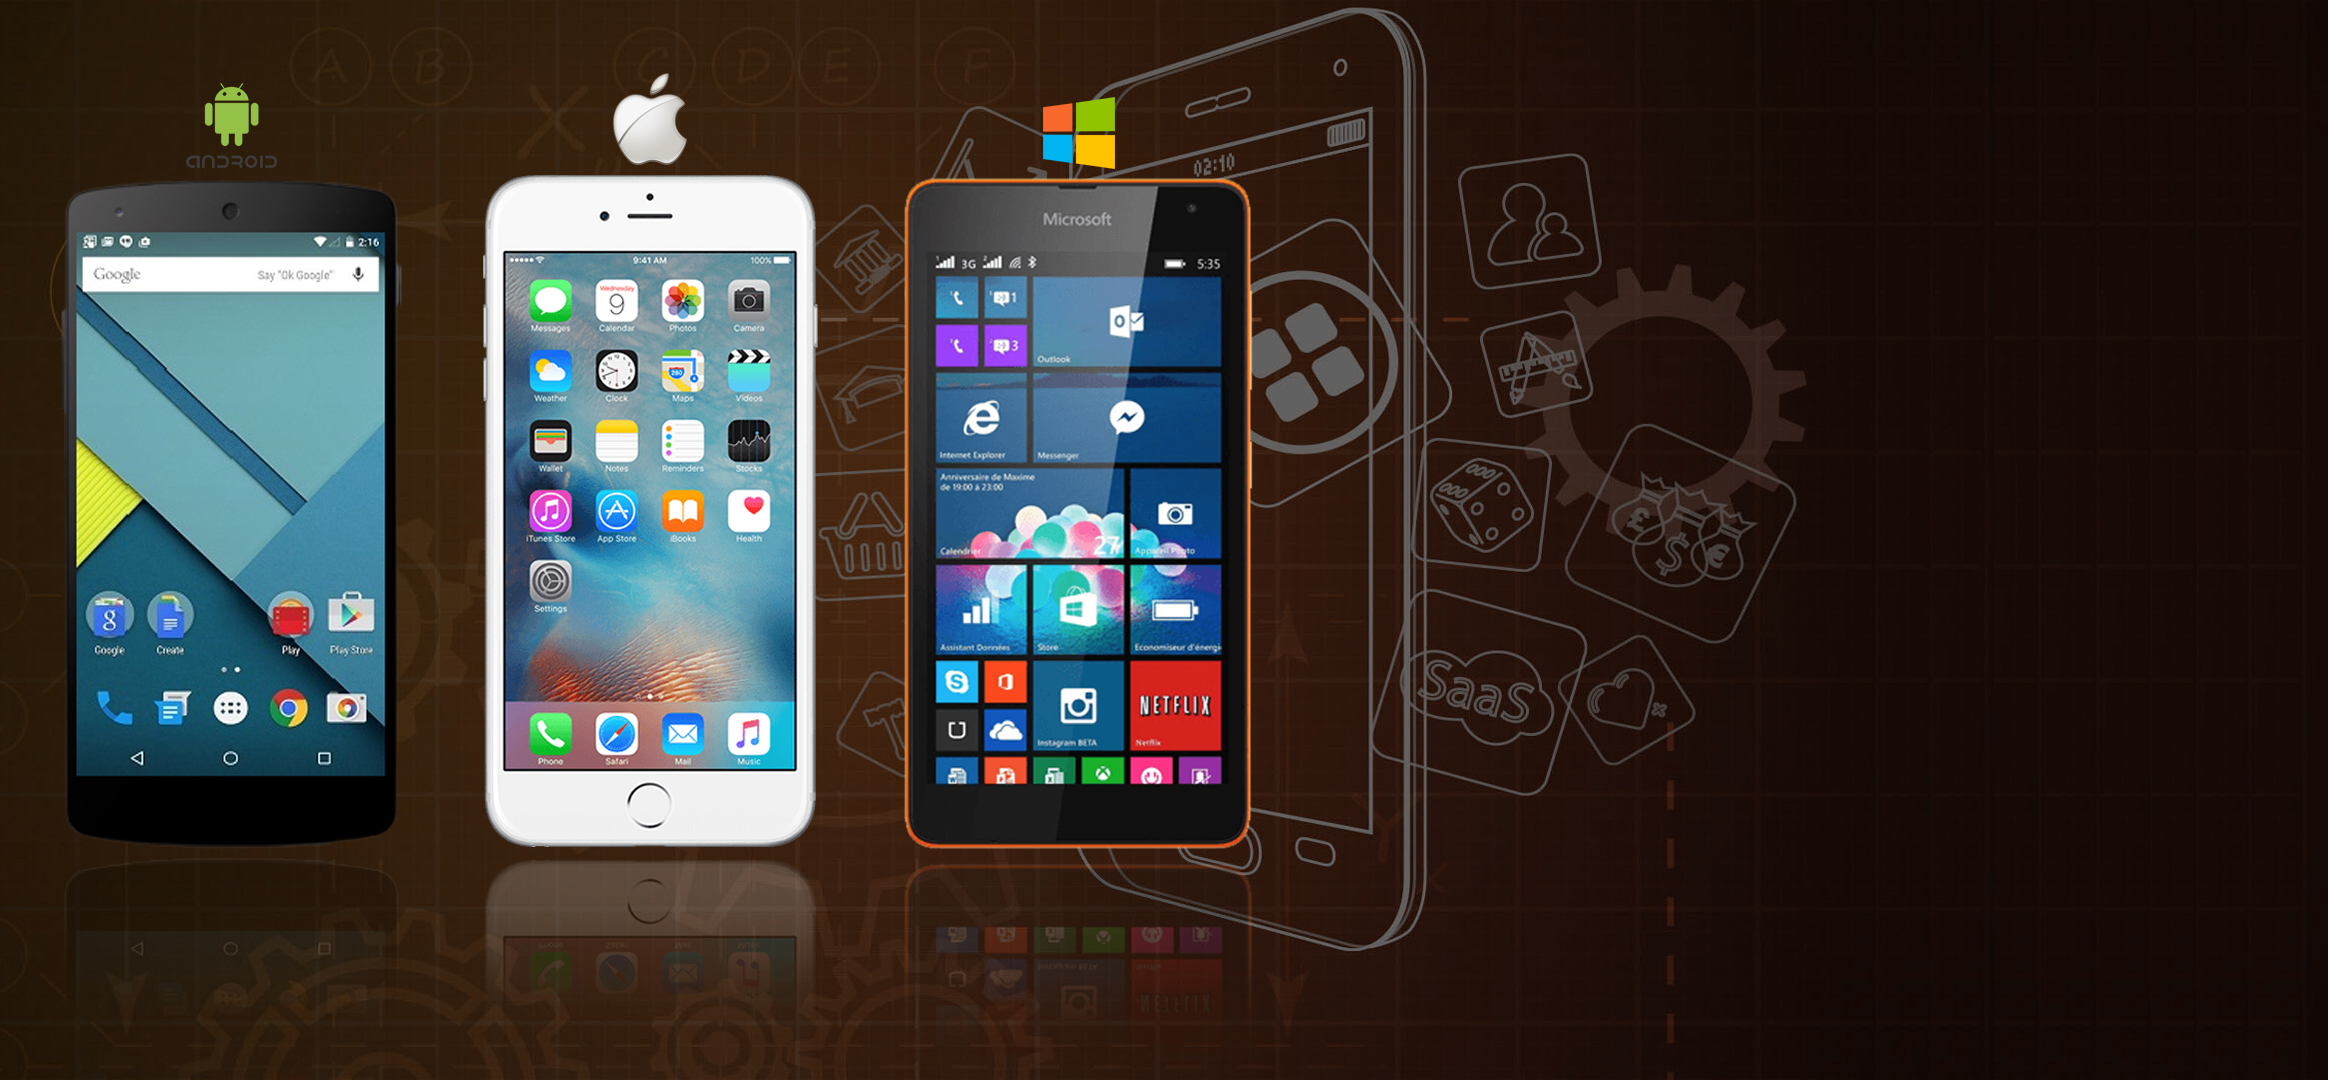 A B C D E F
X
android
2:16
Google Say "Ok Google"
Google Create Play Play Store
9:41 AM 100%
Wednesday
9
Messages Calendar Photos Camera
280
Weather Clock Maps Videos
Wallet Notes Reminders Stocks
iTunes Store App Store iBooks Health
Settings
Phone Safari Mail Music
Microsoft
3G 5:35
1
3
Outlook
Internet Explorer Messenger
Anniversaire de Maxime
de 19:00 à 23:00
27
Calendrier Appareil Photo
Assistant Données Store Economiseur d'énergi
NETFLIX
Instagram BETA Netflix
02:10
£ $ €
SaaS